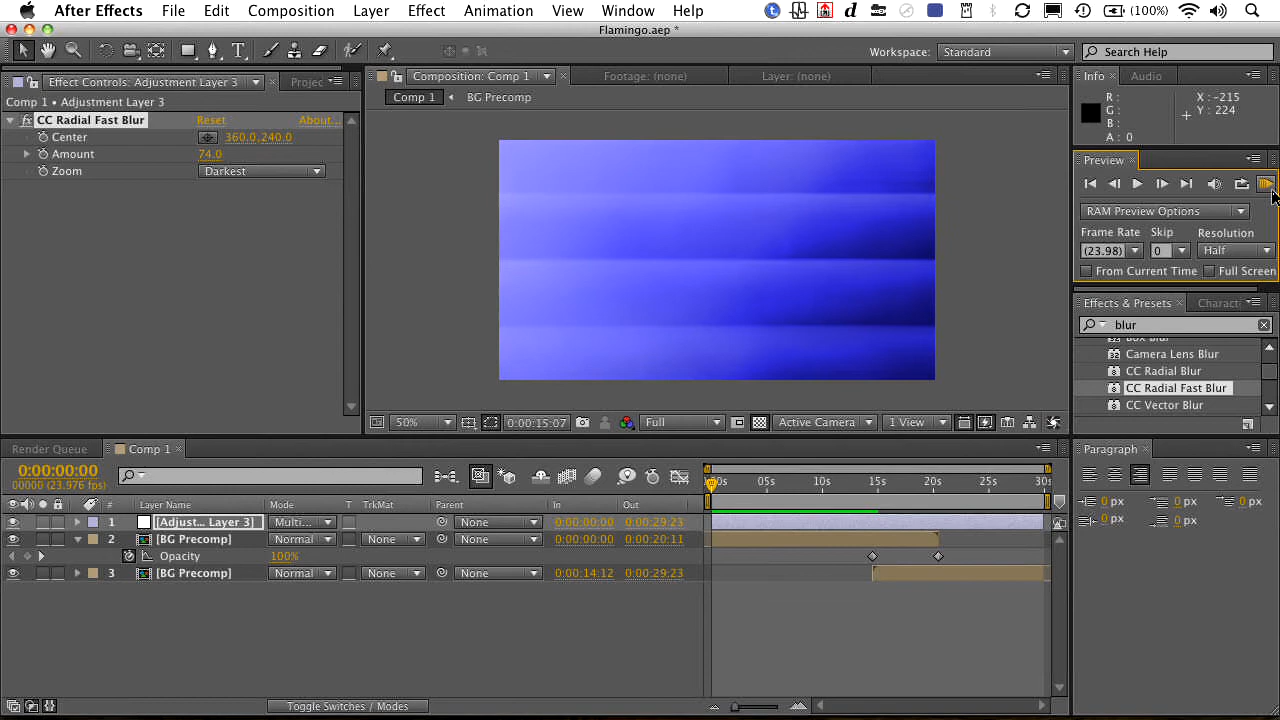 After Effects File Edit Composition Layer Effect Animation View Window Help (100%)
Flamingo.aep *
Workspace: Standard Search Help
Effect Controls: Adjustment Layer 3 Projec
Comp 1 • Adjustment Layer 3
fx CC Radial Fast Blur Reset About...
Center 360.0,240.0
Amount 74.0
Zoom Darkest
Composition: Comp 1 Footage: (none) Layer: (none)
Comp 1 BG Precomp
50% 0:00:15:07 Full Active Camera 1 View
Info Audio
R: X: -215
G: Y: 224
B:
A: 0
Preview
RAM Preview Options
Frame Rate Skip Resolution
(23.98) 0 Half
From Current Time Full Screen
Effects & Presets Charact
blur
Box Blur
Camera Lens Blur
CC Radial Blur
CC Radial Fast Blur
CC Vector Blur
Render Queue Comp 1
0:00:00:00
00000 (23.976 fps)
:00s 05s 10s 15s 20s 25s 30s
# Layer Name Mode T TrkMat Parent In Out
1 [Adjust... Layer 3] Multi... None 0:00:00:00 0:00:29:23
2 [BG Precomp] Normal None None 0:00:00:00 0:00:20:11
Opacity 100%
3 [BG Precomp] Normal None None 0:00:14:12 0:00:29:23
Toggle Switches / Modes
Paragraph
0 px 0 px 0 px
0 px 0 px